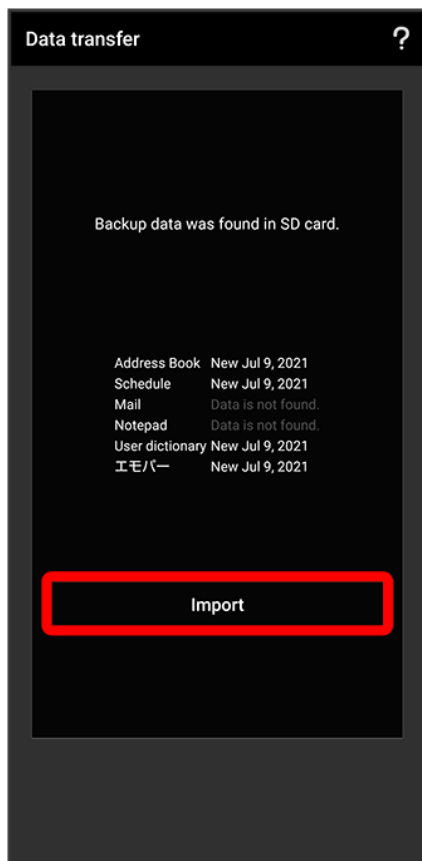 Data transfer ?
Backup data was found in SD card.
Address Book New Jul 9, 2021
Schedule New Jul 9, 2021
Mail Data is not found.
Notepad Data is not found.
User dictionary New Jul 9, 2021
エモパー New Jul 9, 2021
Import